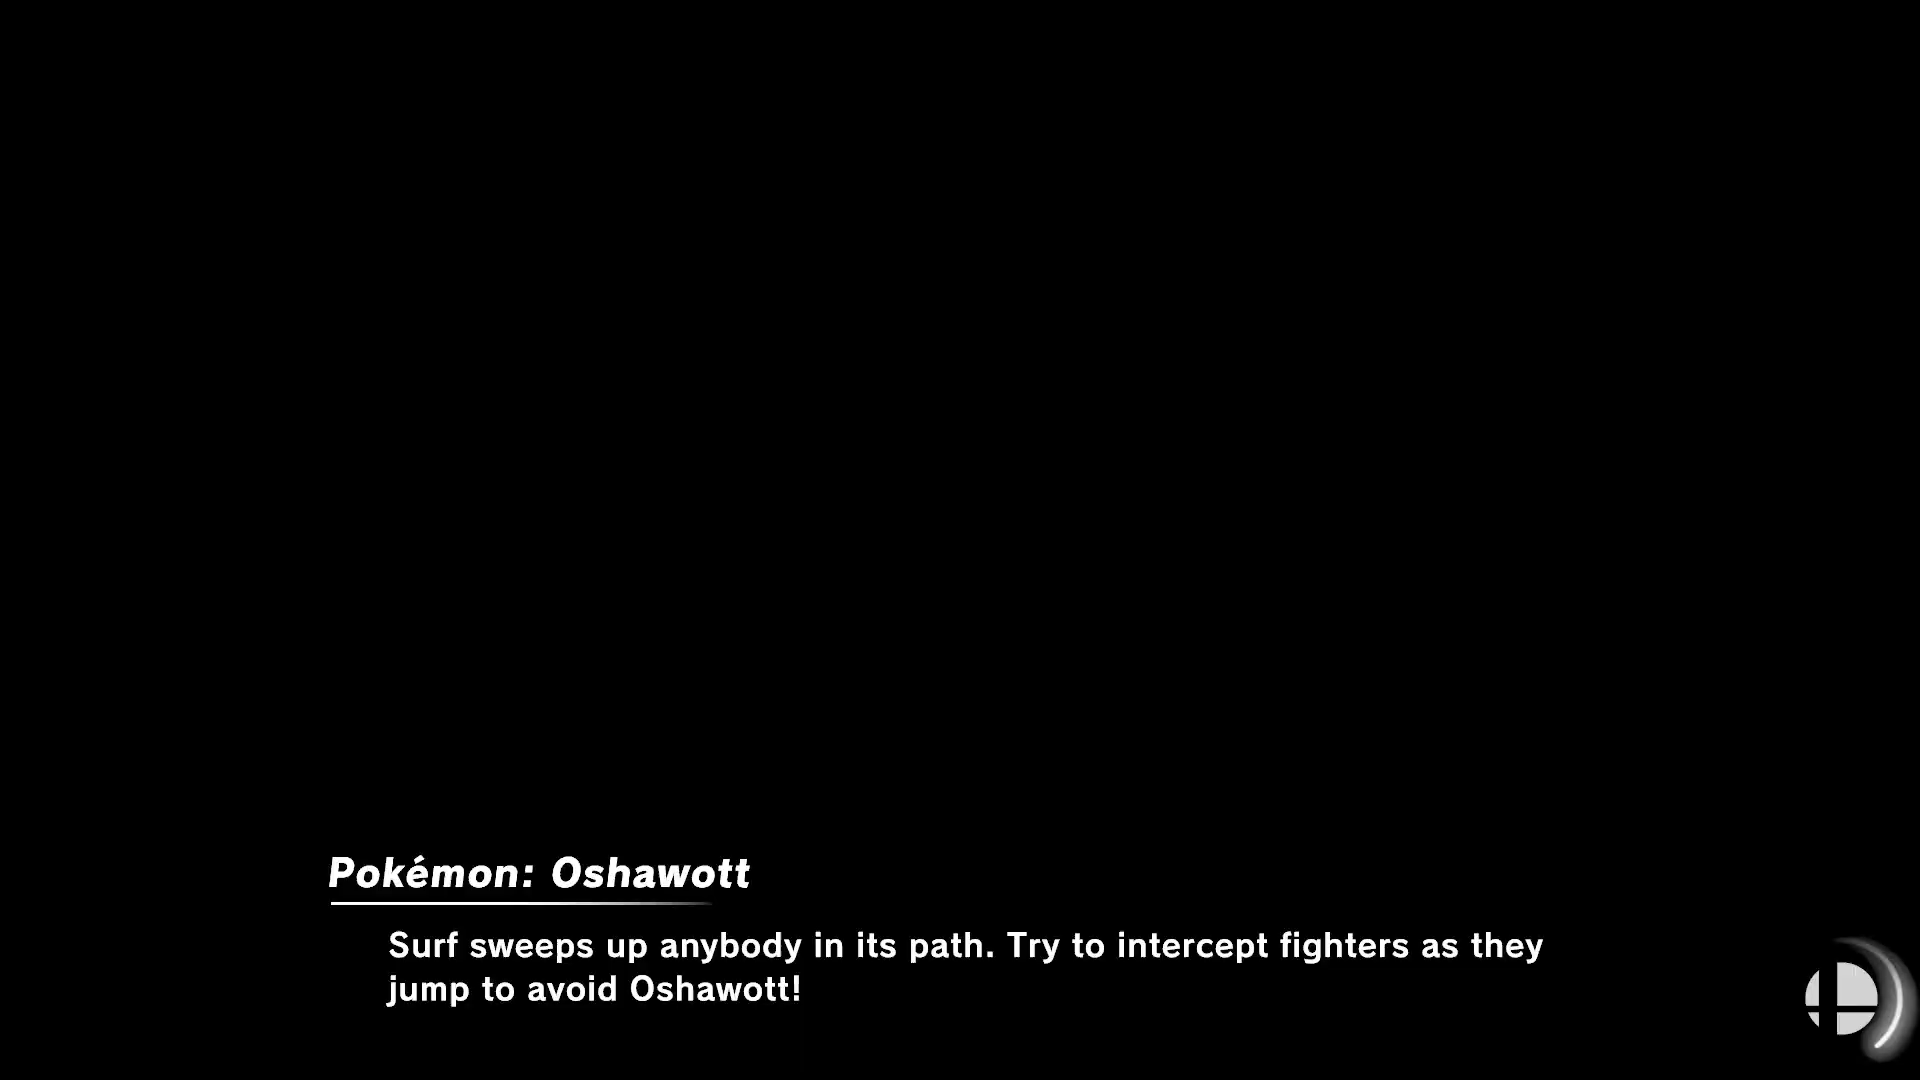 Pokémon: Oshawott
Surf sweeps up anybody in its path. Try to intercept fighters as they
jump to avoid Oshawott!